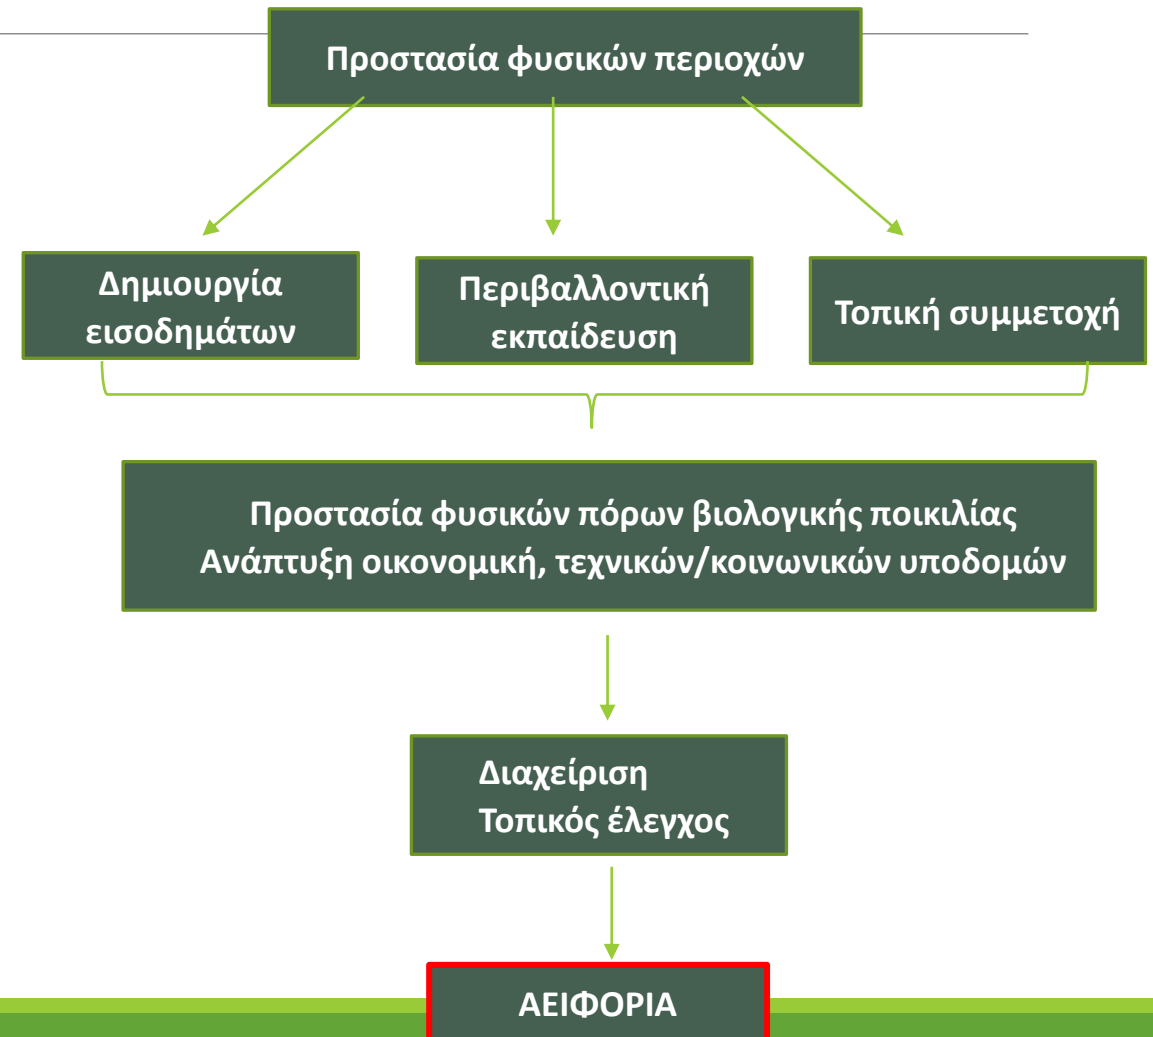 Προστασία φυσικών περιοχών
Δημιουργία
εισοδημάτων
Περιβαλλοντική
εκπαίδευση
Τοπική συμμετοχή
Προστασία φυσικών πόρων βιολογικής ποικιλίας
Ανάπτυξη οικονομική, τεχνικών/κοινωνικών υποδομών
Διαχείριση
Τοπικός έλεγχος
ΑΕΙΦΟΡΙΑ